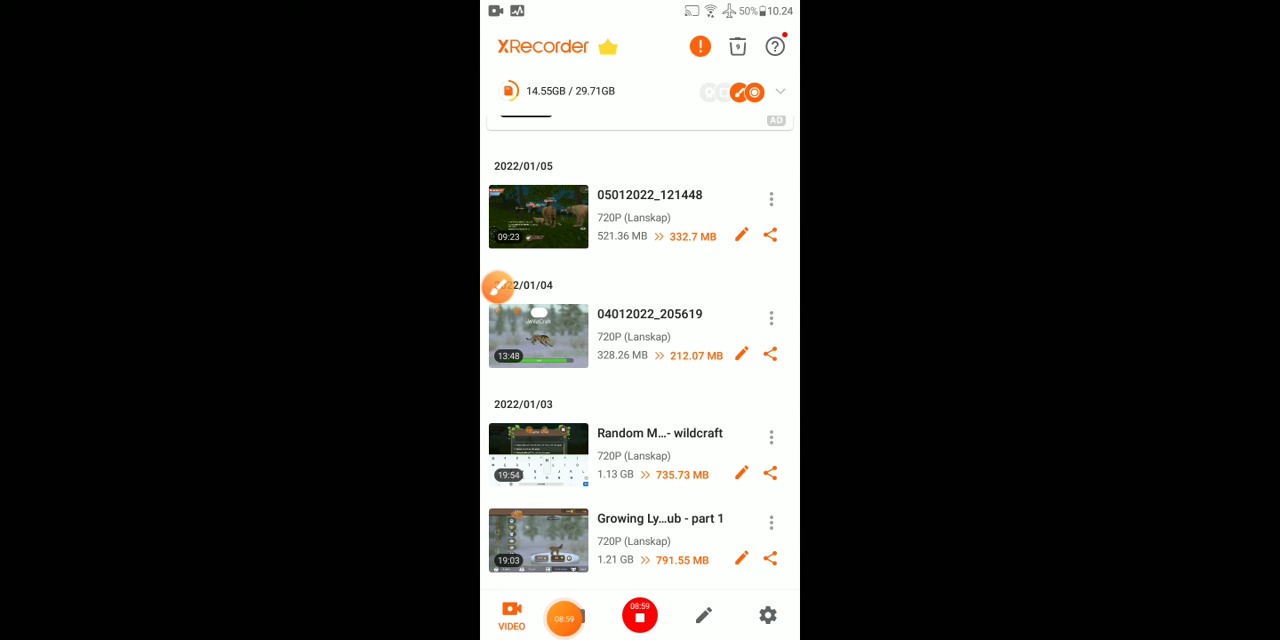 50% 10.24
XRecorder
9
14.55GB / 29.71GB
AD
2022/01/05
05012022_121448
720P (Lanskap)
521.36 MB >> 332.7 MB
09:23
22/01/04
04012022_205619
720P (Lanskap)
328.26 MB >> 212.07 MB
13:48
2022/01/03
Random M...- wildcraft
720P (Lanskap)
1.13 GB >> 735.73 MB
19:54
Growing Ly...ub - part 1
720P (Lanskap)
1.21 GB >> 791.55 MB
19:03
VIDEO
08:59
08:59